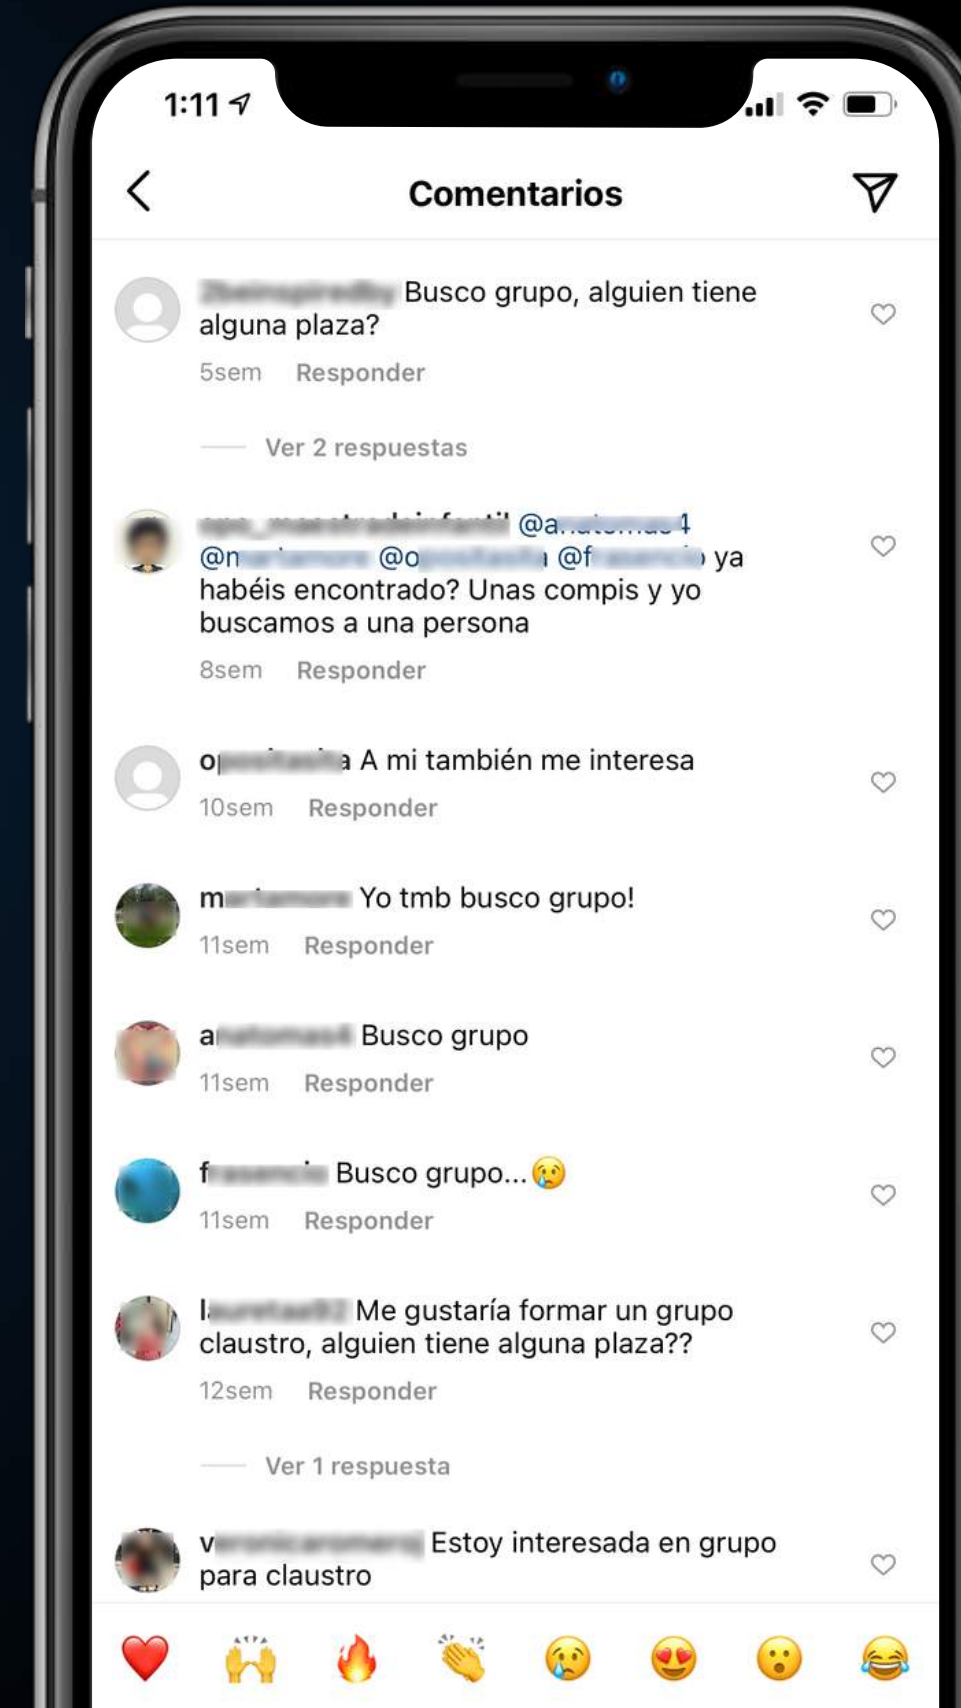 1:11
Comentarios
Busco grupo, alguien tiene
alguna plaza?
5sem Responder
Ver 2 respuestas
ya
habéis encontrado? Unas compis y yo
buscamos a una persona
8sem Responder
A mi también me interesa
10sem Responder
Yo tmb busco grupo!
11sem Responder
Busco grupo
11sem Responder
Busco grupo...😢
11sem Responder
Me gustaría formar un grupo
claustro, alguien tiene alguna plaza??
12sem Responder
Ver 1 respuesta
Estoy interesada en grupo
para claustro